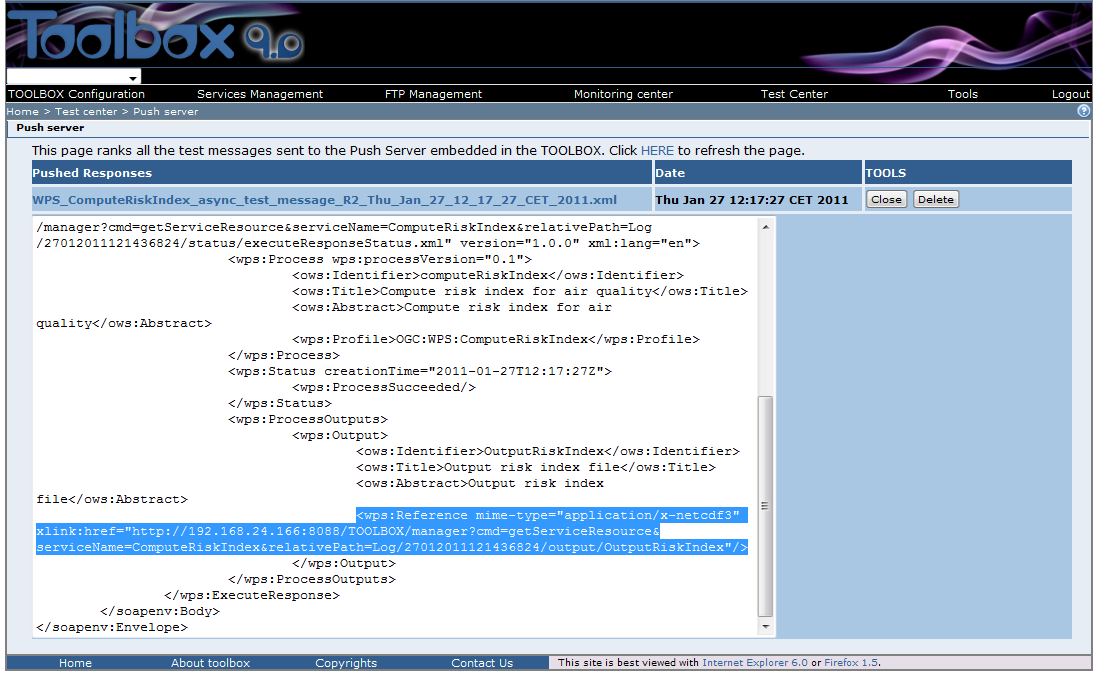 Toolbox 9.0
TOOLBOX Configuration Services Management FTP Management Monitoring center Test Center Tools Logout
Home > Test center > Push server
Push server
This page ranks all the test messages sent to the Push Server embedded in the TOOLBOX. Click HERE to refresh the page.
Pushed Responses Date TOOLS
WPS_ComputeRiskIndex_async_test_message_R2_Thu_Jan_27_12_17_27_CET_2011.xml Thu Jan 27 12:17:27 CET 2011 Close Delete
/manager?cmd=getServiceResource&serviceName=ComputeRiskIndex&relativePath=Log
/27012011121436824/status/executeResponseStatus.xml" version="1.0.0" xml:lang="en">
<wps:Process wps:processVersion="0.1">
<ows:Identifier>computeRiskIndex</ows:Identifier>
<ows:Title>Compute risk index for air quality</ows:Title>
<ows:Abstract>Compute risk index for air
quality</ows:Abstract>
<wps:Profile>OGC:WPS:ComputeRiskIndex</wps:Profile>
</wps:Process>
<wps:Status creationTime="2011-01-27T12:17:27Z">
<wps:ProcessSucceeded/>
</wps:Status>
<wps:ProcessOutputs>
<wps:Output>
<ows:Identifier>OutputRiskIndex</ows:Identifier>
<ows:Title>Output risk index file</ows:Title>
<ows:Abstract>Output risk index
file</ows:Abstract>
<wps:Reference mime-type="application/x-netcdf3"
xlink:href="http://192.168.24.166:8088/TOOLBOX/manager?cmd=getServiceResource&
serviceName=ComputeRiskIndex&relativePath=Log/27012011121436824/output/OutputRiskIndex"/>
</wps:Output>
</wps:ProcessOutputs>
</wps:ExecuteResponse>
</soapenv:Body>
</soapenv:Envelope>
Home About toolbox Copyrights Contact Us This site is best viewed with Internet Explorer 6.0 or Firefox 1.5.